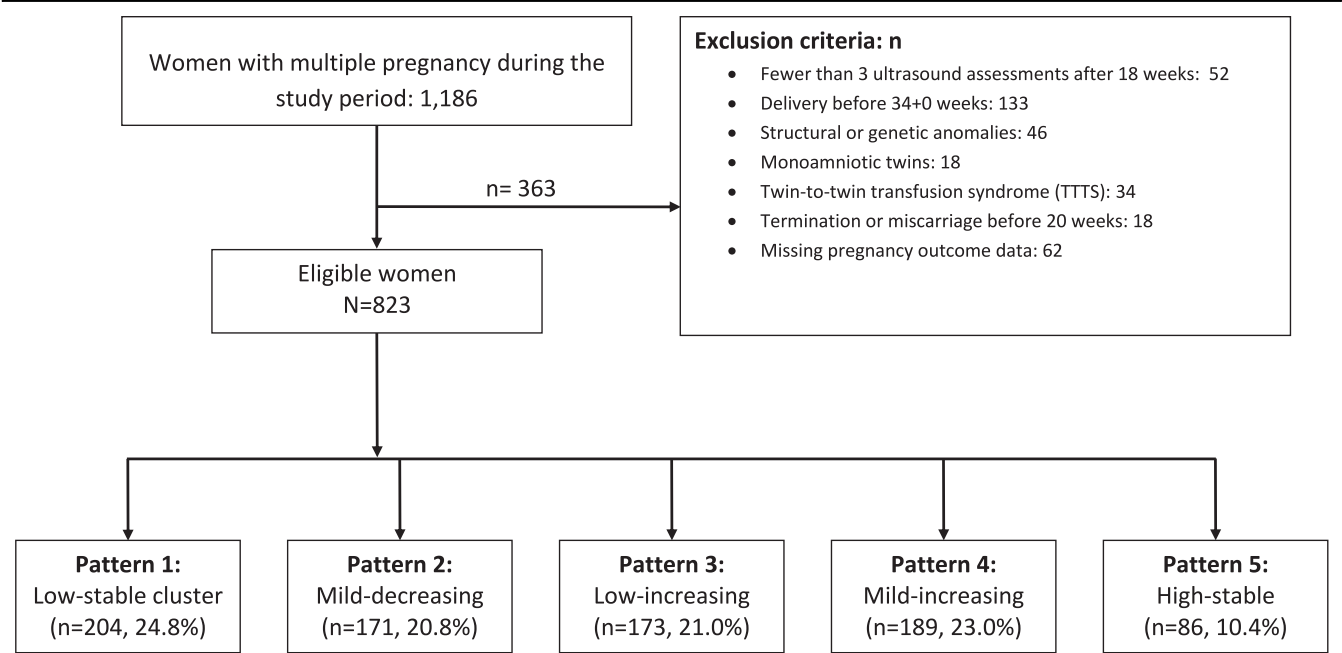 Women with multiple pregnancy during the
study period: 1,186
Exclusion criteria: n
• Fewer than 3 ultrasound assessments after 18 weeks: 52
• Delivery before 34+0 weeks: 133
• Structural or genetic anomalies: 46
• Monoamniotic twins: 18
• Twin-to-twin transfusion syndrome (TTTS): 34
• Termination or miscarriage before 20 weeks: 18
• Missing pregnancy outcome data: 62
n= 363
Eligible women
N=823
Pattern 1:
Low-stable cluster
(n=204, 24.8%)
Pattern 2:
Mild-decreasing
(n=171, 20.8%)
Pattern 3:
Low-increasing
(n=173, 21.0%)
Pattern 4:
Mild-increasing
(n=189, 23.0%)
Pattern 5:
High-stable
(n=86, 10.4%)